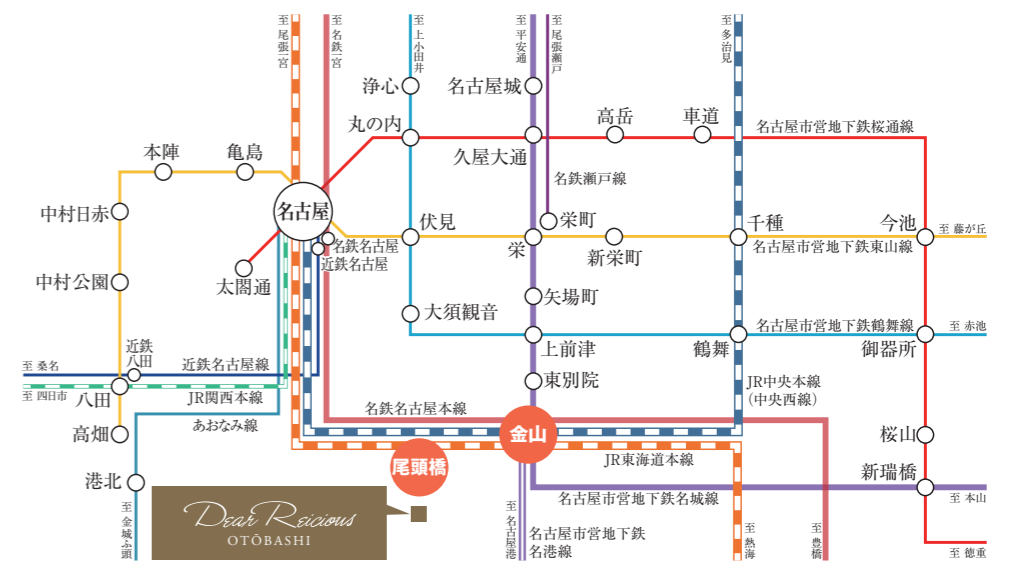 至 尾張一宮
至 名鉄一宮
至 上小田井
至 平安通
至 尾張瀬戸
至 多治見
浄心
名古屋城
丸の内
高岳
車道
名古屋市営地下鉄桜通線
久屋大通
本陣
亀島
名鉄瀬戸線
中村日赤
名古屋
伏見
栄町
千種
今池
至 藤が丘
名鉄名古屋
近鉄名古屋
栄
新栄町
名古屋市営地下鉄東山線
中村公園
太閤通
矢場町
大須観音
名古屋市営地下鉄鶴舞線
至 赤池
近鉄
八田
上前津
鶴舞
御器所
至 桑名
近鉄名古屋線
東別院
JR中央本線
(中央西線)
至 四日市
八田
JR関西本線
名鉄名古屋本線
あおなみ線
高畑
金山
桜山
尾頭橋
JR東海道本線
新瑞橋
港北
名古屋市営地下鉄名城線
至 本山
至 金城ふ頭
Dear Reicious
OTŌBASHI
至 名古屋港
名古屋市営地下鉄
名港線
至 熱海
至 豊橋
至 徳重